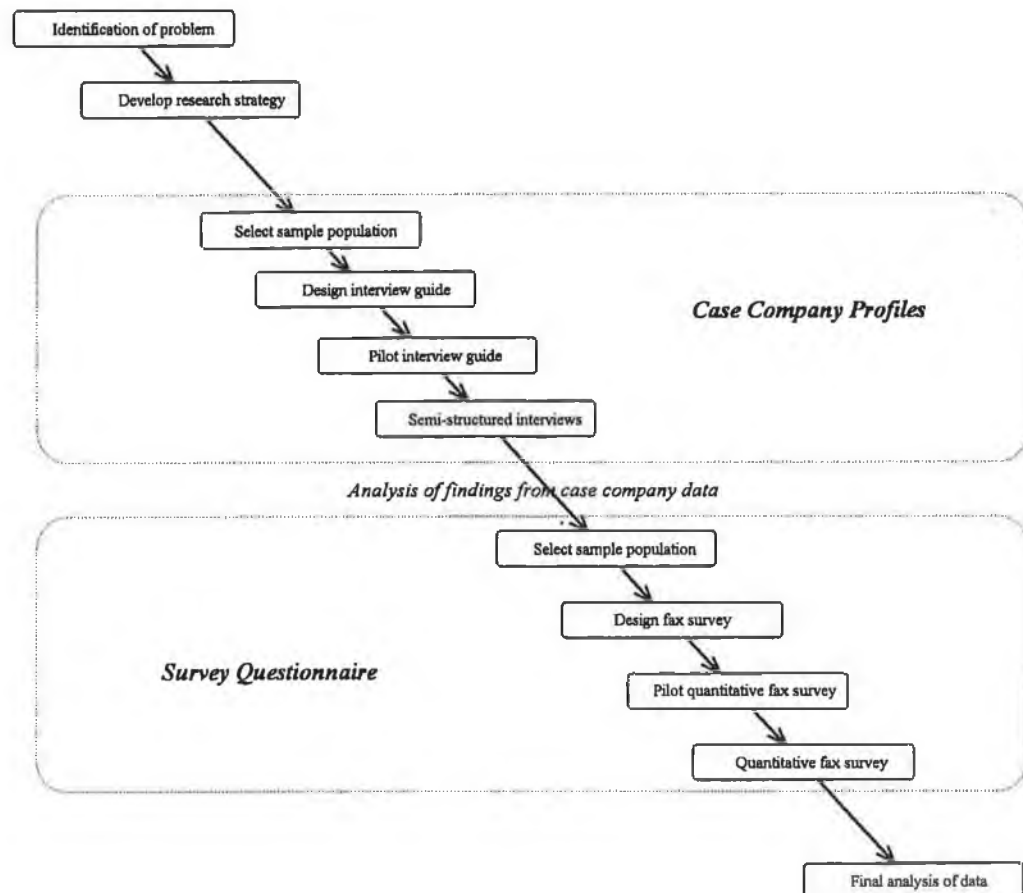 Identification of problem
Develop research strategy
Select sample population
Design interview guide
Case Company Profiles
Pilot interview guide
Semi-structured interviews
Analysis of findings from case company data
Select sample population
Design fax survey
Survey Questionnaire
Pilot quantitative fax survey
Quantitative fax survey
Final analysis of data